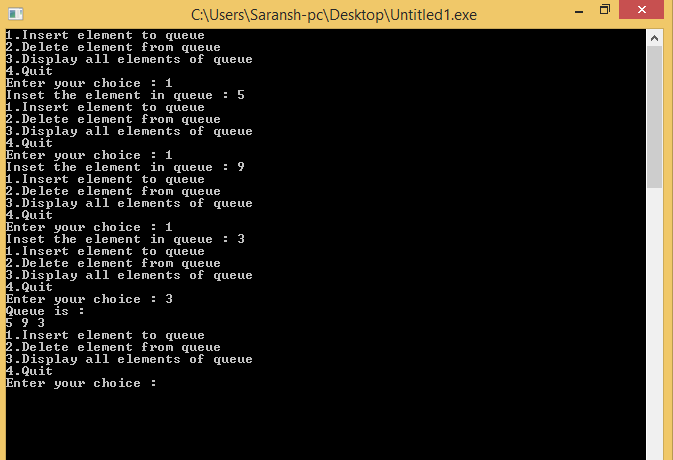 C:\Users\Saransh-pc\Desktop\Untitled1.exe
1.Insert element to queue
2.Delete element from queue
3.Display all elements of queue
4.Quit
Enter your choice : 1
Inset the element in queue : 5
1.Insert element to queue
2.Delete element from queue
3.Display all elements of queue
4.Quit
Enter your choice : 1
Inset the element in queue : 9
1.Insert element to queue
2.Delete element from queue
3.Display all elements of queue
4.Quit
Enter your choice : 1
Inset the element in queue : 3
1.Insert element to queue
2.Delete element from queue
3.Display all elements of queue
4.Quit
Enter your choice : 3
Queue is :
5 9 3
1.Insert element to queue
2.Delete element from queue
3.Display all elements of queue
4.Quit
Enter your choice :